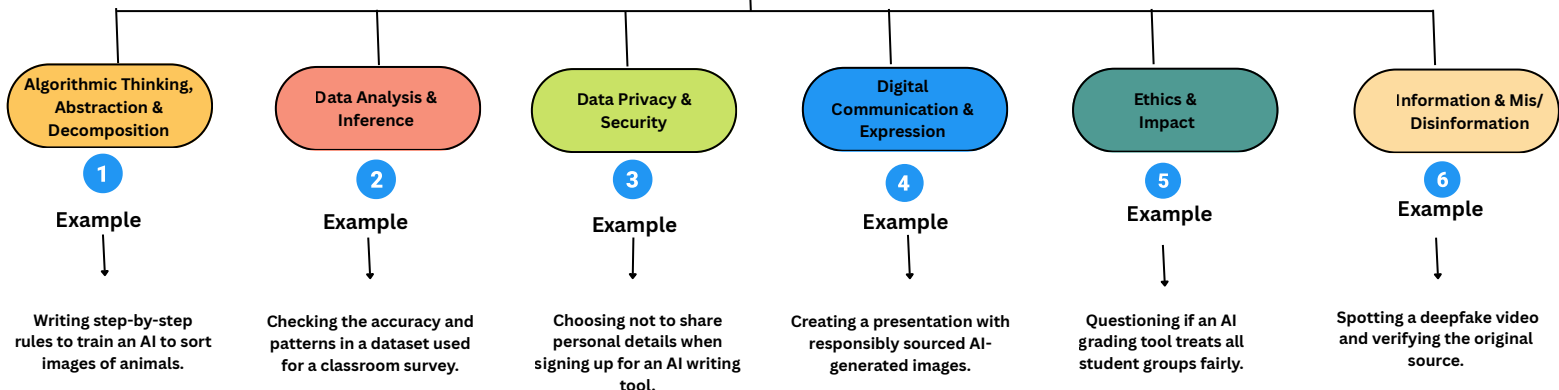 Algorithmic Thinking,
Abstraction &
Decomposition
1
Example
Writing step-by-step
rules to train an AI to sort
images of animals.
Data Analysis &
Inference
2
Example
Checking the accuracy and
patterns in a dataset used
for a classroom survey.
Data Privacy &
Security
3
Example
Choosing not to share
personal details when
signing up for an AI writing
tool.
Digital
Communication &
Expression
4
Example
Creating a presentation with
responsibly sourced AI-
generated images.
Ethics &
Impact
5
Example
Questioning if an AI
grading tool treats all
student groups fairly.
Information & Mis/
Disinformation
6
Example
Spotting a deepfake video
and verifying the original
source.